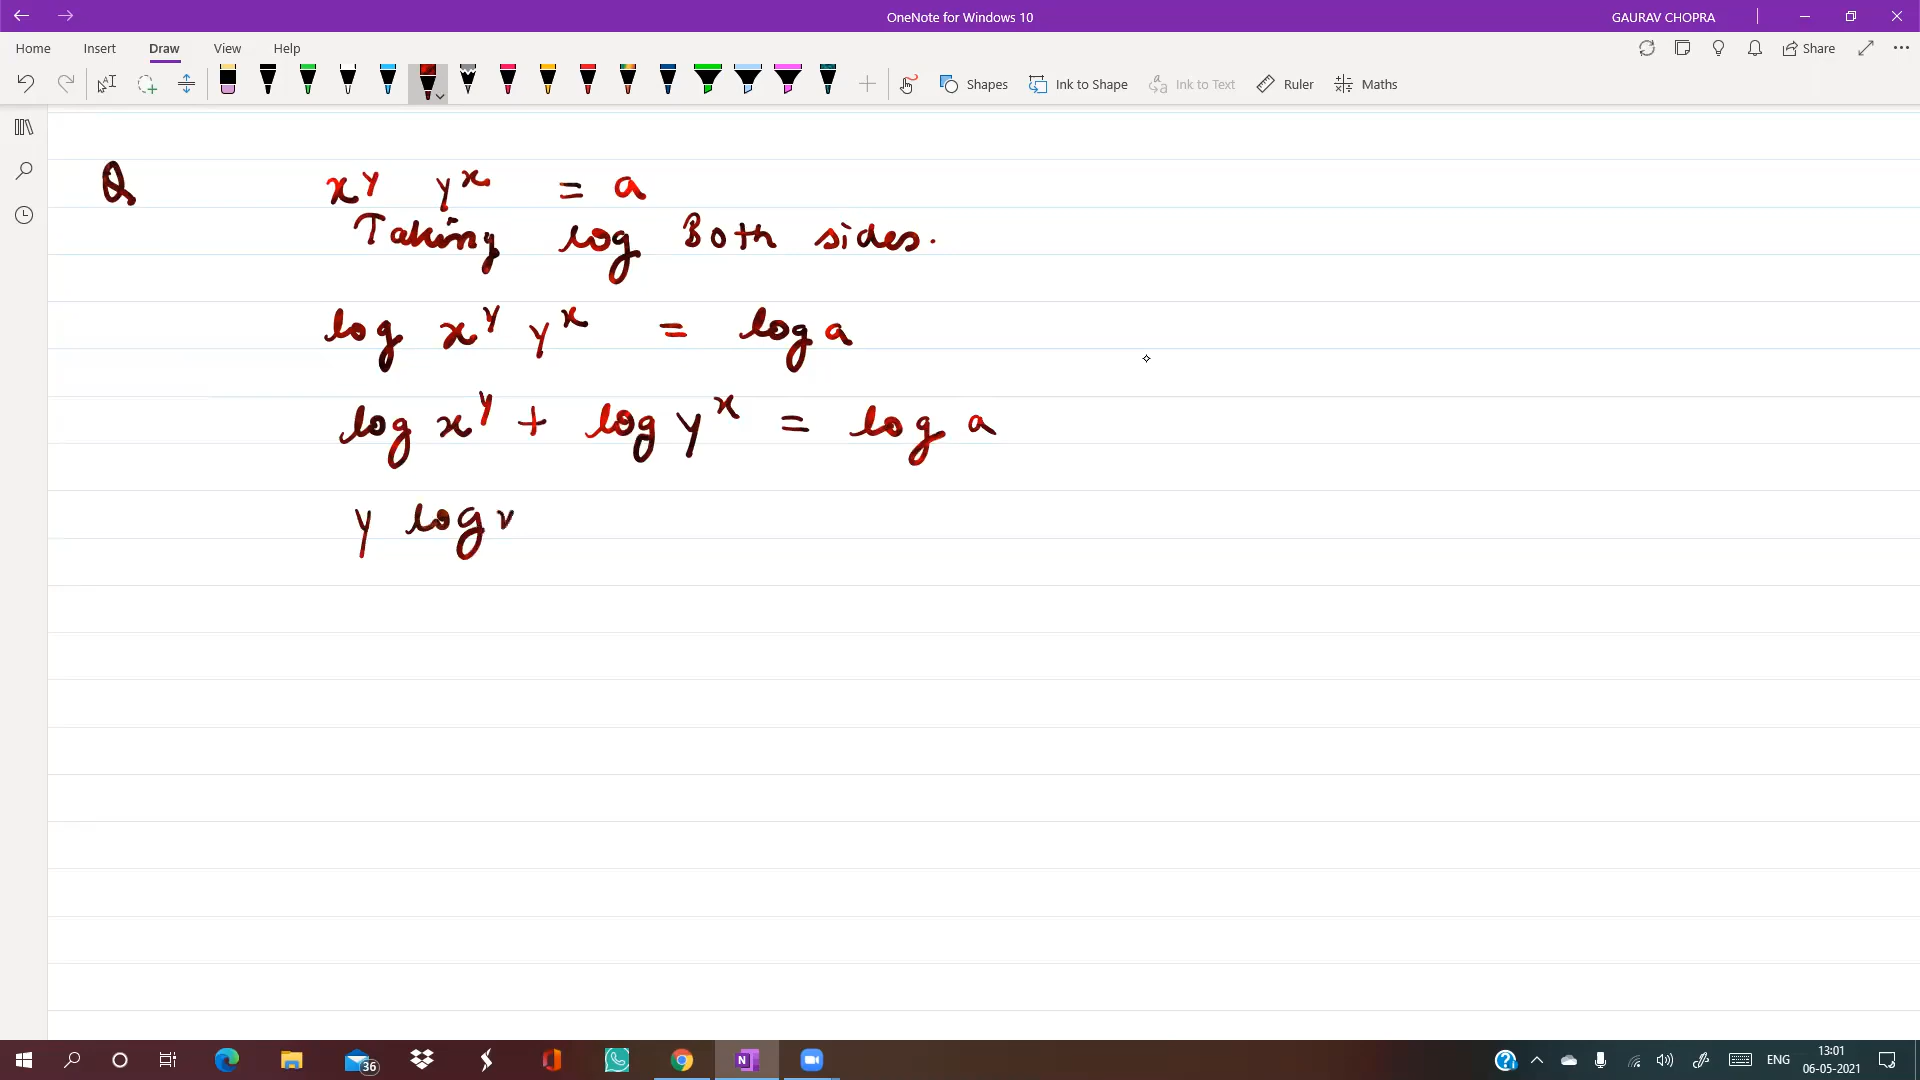 OneNote for Windows 10
GAURAV CHOPRA
Home Insert Draw View Help
Share
Shapes Ink to Shape Ink to Text Ruler Maths
Q x^y y^x = a
Taking log Both sides.
log x^y y^x = log a
log x^y + log y^x = log a
y log
36
ENG
13:01
06-05-2021